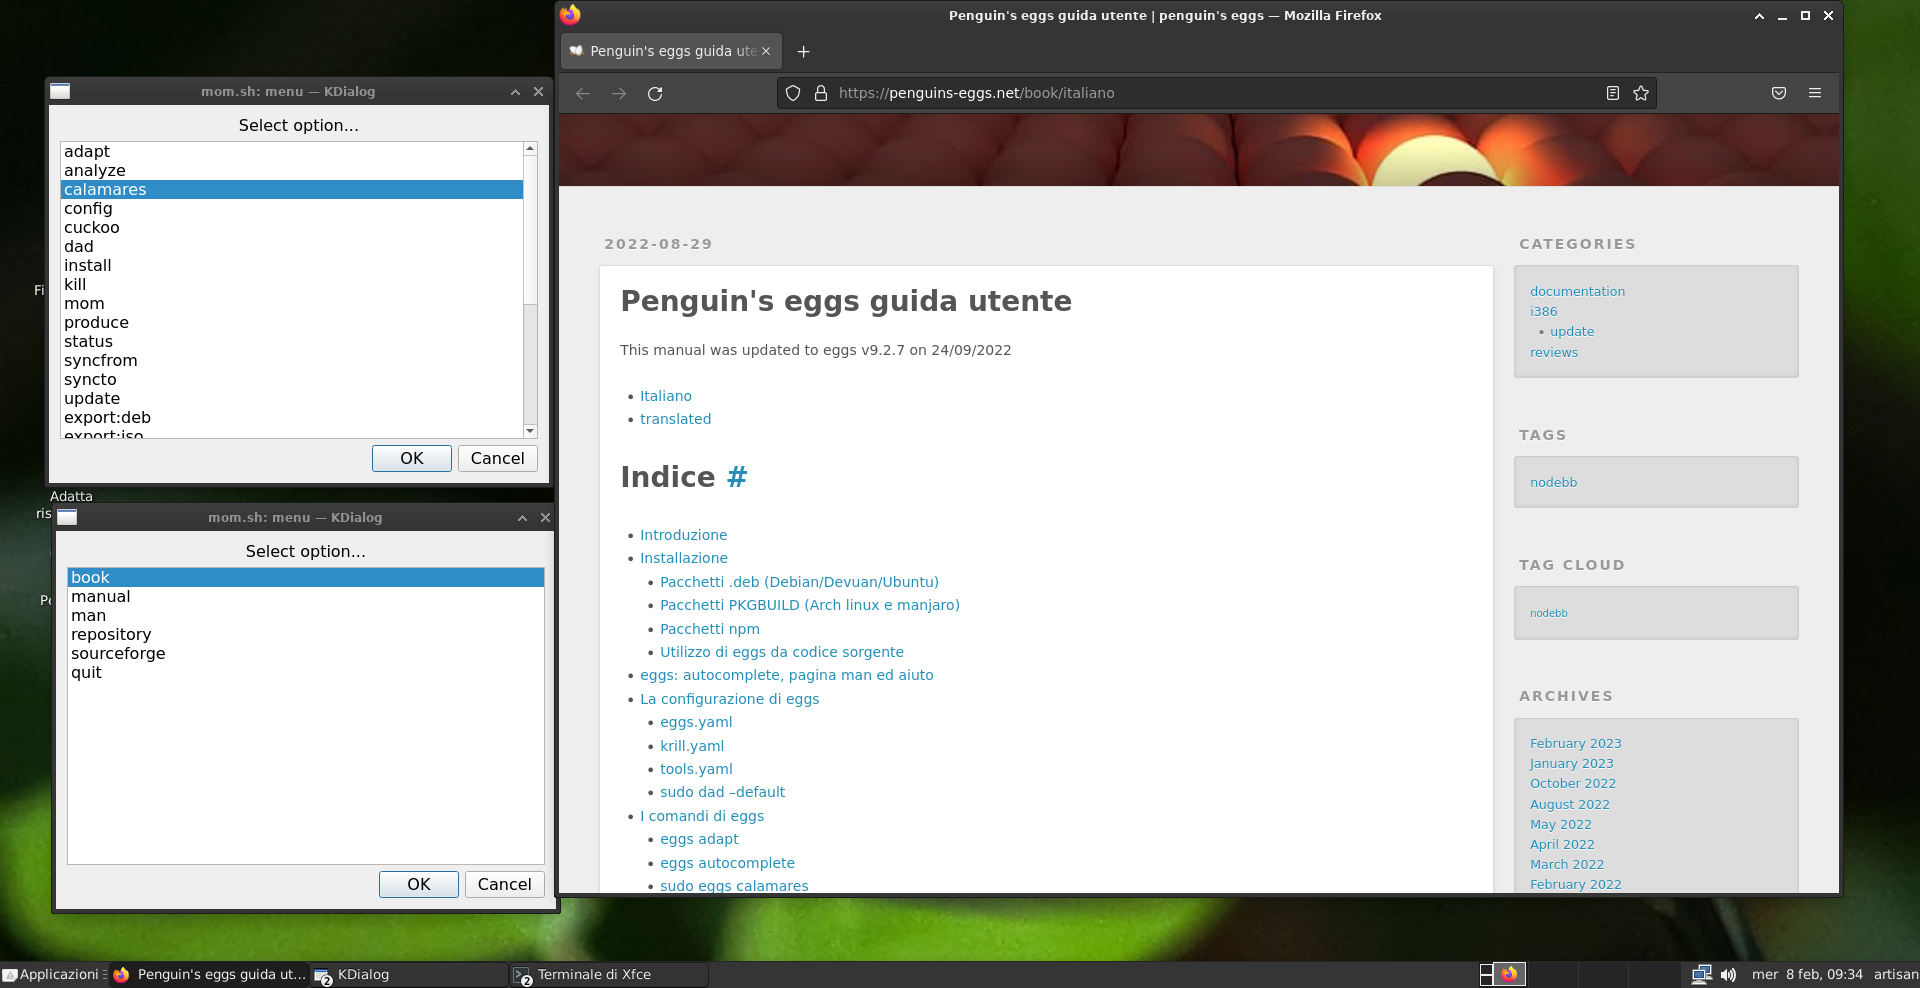 Penguin's eggs guida utente | penguin's eggs — Mozilla Firefox
Penguin's eggs guida ute
https://penguins-eggs.net/book/italiano
mom.sh: menu — KDialog
Select option...
adapt
analyze
calamares
config
cuckoo
dad
install
kill
mom
produce
status
syncfrom
syncto
update
export:deb
export:iso
OK
Cancel
Fi
Adatta
ris
mom.sh: menu — KDialog
Select option...
book
manual
man
repository
sourceforge
quit
OK
Cancel
2022-08-29
Penguin's eggs guida utente
This manual was updated to eggs v9.2.7 on 24/09/2022
• Italiano
• translated
Indice #
• Introduzione
• Installazione
• Pacchetti .deb (Debian/Devuan/Ubuntu)
• Pacchetti PKGBUILD (Arch linux e manjaro)
• Pacchetti npm
• Utilizzo di eggs da codice sorgente
• eggs: autocomplete, pagina man ed aiuto
• La configurazione di eggs
• eggs.yaml
• krill.yaml
• tools.yaml
• sudo dad –default
• I comandi di eggs
• eggs adapt
• eggs autocomplete
• sudo eggs calamares
CATEGORIES
documentation
i386
• update
reviews
TAGS
nodebb
TAG CLOUD
nodebb
ARCHIVES
February 2023
January 2023
October 2022
August 2022
May 2022
April 2022
March 2022
February 2022
Applicazioni
Penguin's eggs guida ut...
2
KDialog
2
Terminale di Xfce
mer 8 feb, 09:34
artisan